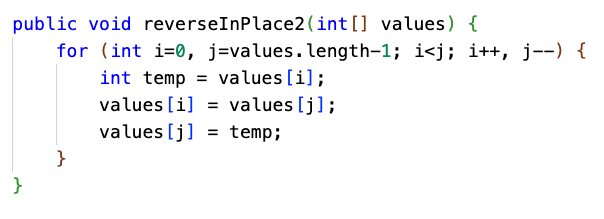 public void reverseInPlace2(int[] values) {
    for (int i=0, j=values.length-1; i<j; i++, j--) {
        int temp = values[i];
        values[i] = values[j];
        values[j] = temp;
    }
}